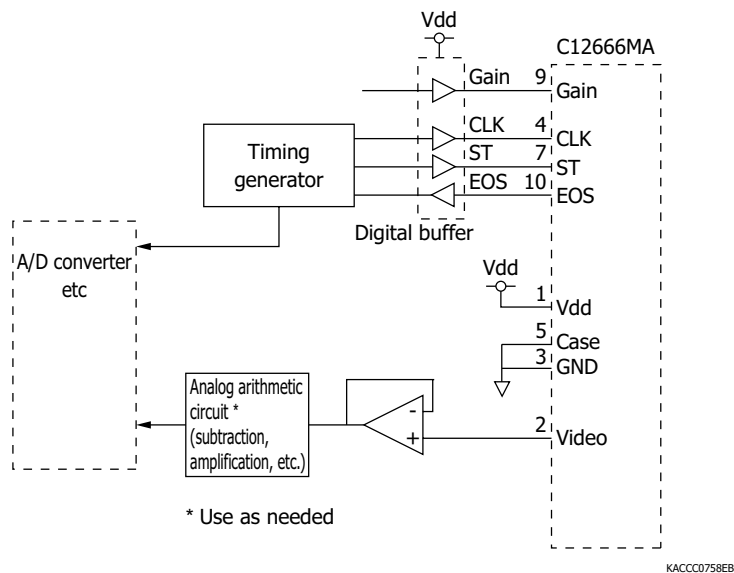 Vdd
C12666MA
Gain 9 Gain
CLK 4 CLK
Timing
generator
ST 7 ST
EOS 10 EOS
Digital buffer
A/D converter
etc
Vdd
1 Vdd
5 Case
3 GND
Analog arithmetic
circuit *
(subtraction,
amplification, etc.)
-
+
2 Video
* Use as needed
KACCC0758EB